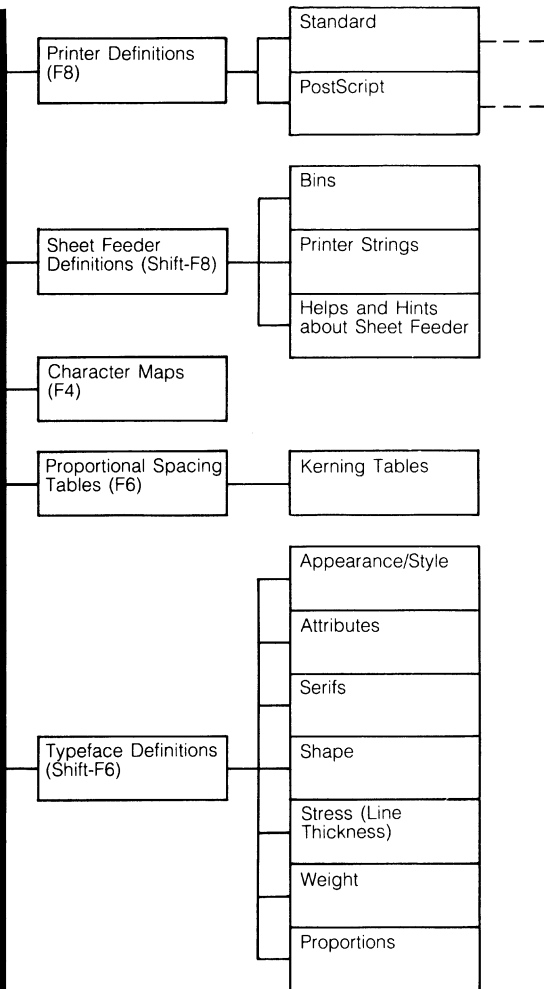 Printer Definitions
(F8)
Standard
PostScript
Sheet Feeder
Definitions (Shift-F8)
Bins
Printer Strings
Helps and Hints
about Sheet Feeder
Character Maps
(F4)
Proportional Spacing
Tables (F6)
Kerning Tables
Typeface Definitions
(Shift-F6)
Appearance/Style
Attributes
Serifs
Shape
Stress (Line
Thickness)
Weight
Proportions